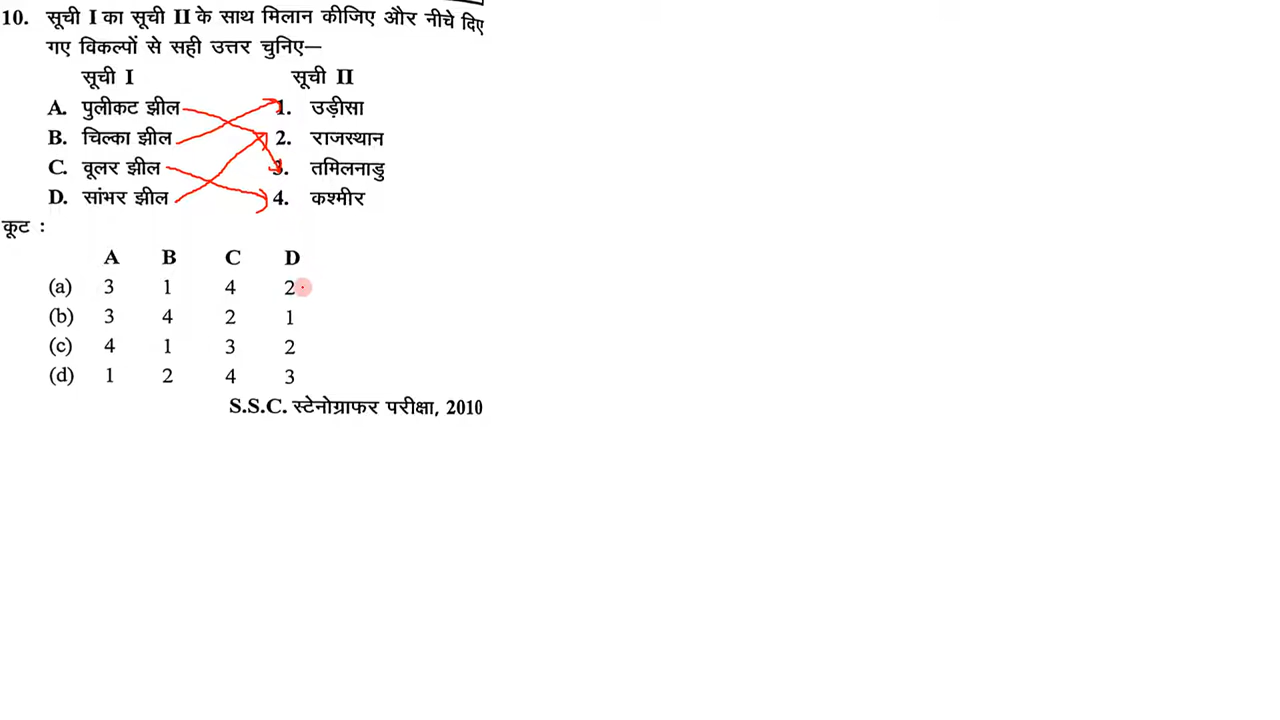 10. सूची I का सूची II के साथ मिलान कीजिए और नीचे दिए
गए विकल्पों से सही उत्तर चुनिए—
सूची I सूची II
A. पुलीकट झील 1. उड़ीसा
B. चिल्का झील 2. राजस्थान
C. वूलर झील 3. तमिलनाडु
D. सांभर झील 4. कश्मीर
कूट :
A B C D
(a) 3 1 4 2
(b) 3 4 2 1
(c) 4 1 3 2
(d) 1 2 4 3
S.S.C. स्टेनोग्राफर परीक्षा, 2010